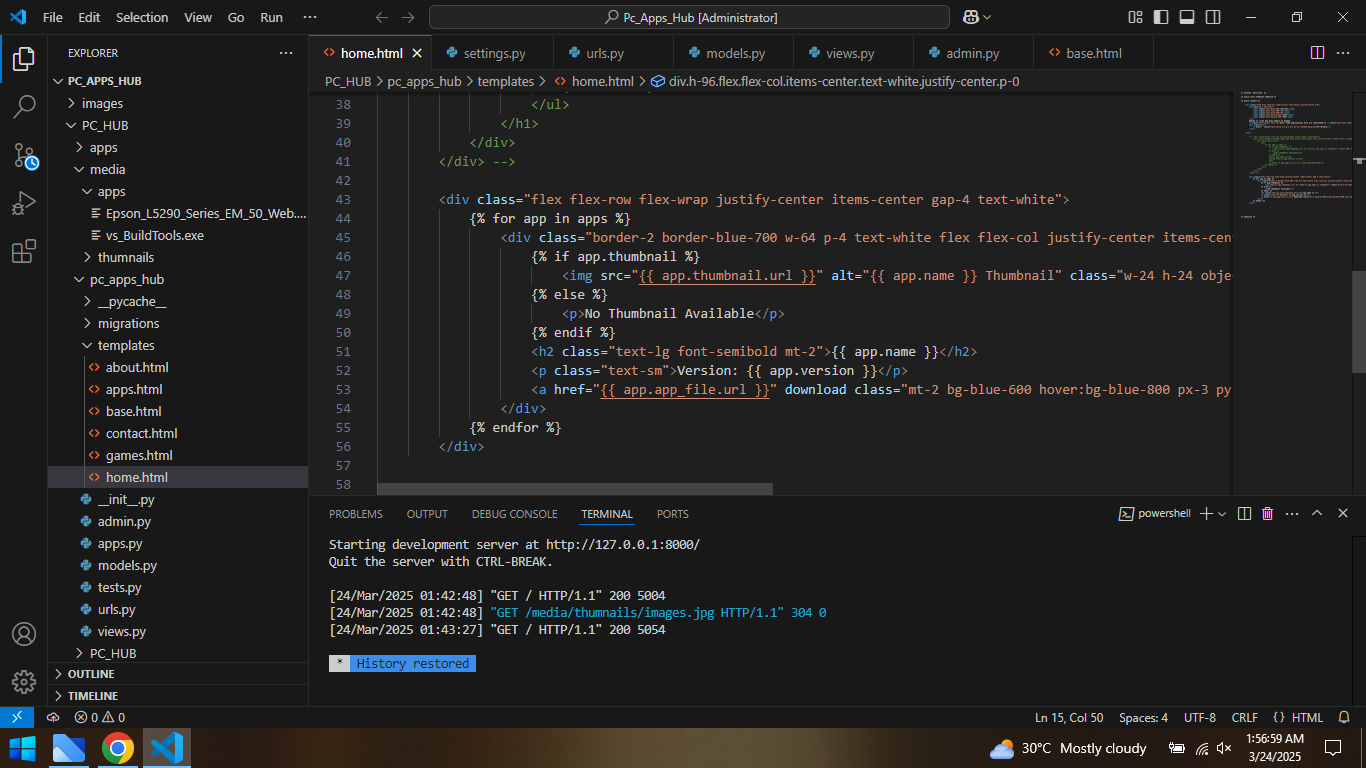 File Edit Selection View Go Run ···
Pc_Apps_Hub [Administrator]
EXPLORER
PC_APPS_HUB
images
PC_HUB
apps
media
apps
Epson_L5290_Series_EM_50_Web....
vs_BuildTools.exe
thumnails
pc_apps_hub
__pycache__
migrations
templates
about.html
apps.html
base.html
contact.html
games.html
home.html
__init__.py
admin.py
apps.py
models.py
tests.py
urls.py
views.py
PC_HUB
OUTLINE
TIMELINE
home.html settings.py urls.py models.py views.py admin.py base.html
PC_HUB > pc_apps_hub > templates > home.html > div.h-96.flex.flex-col.items-center.text-white.justify-center.p-0
38 </ul>
39 </h1>
40 </div>
41 </div> -->
42
43 <div class="flex flex-row flex-wrap justify-center items-center gap-4 text-white">
44 {% for app in apps %}
45 <div class="border-2 border-blue-700 w-64 p-4 text-white flex flex-col justify-center items-cen
46 {% if app.thumbnail %}
47 <img src="{{ app.thumbnail.url }}" alt="{{ app.name }} Thumbnail" class="w-24 h-24 obje
48 {% else %}
49 <p>No Thumbnail Available</p>
50 {% endif %}
51 <h2 class="text-lg font-semibold mt-2">{{ app.name }}</h2>
52 <p class="text-sm">Version: {{ app.version }}</p>
53 <a href="{{ app.app_file.url }}" download class="mt-2 bg-blue-600 hover:bg-blue-800 px-3 py
54 </div>
55 {% endfor %}
56 </div>
57
58
PROBLEMS OUTPUT DEBUG CONSOLE TERMINAL PORTS
powershell
Starting development server at http://127.0.0.1:8000/
Quit the server with CTRL-BREAK.
[24/Mar/2025 01:42:48] "GET / HTTP/1.1" 200 5004
[24/Mar/2025 01:42:48] "GET /media/thumnails/images.jpg HTTP/1.1" 304 0
[24/Mar/2025 01:43:27] "GET / HTTP/1.1" 200 5054
* History restored
0 0 Ln 15, Col 50 Spaces: 4 UTF-8 CRLF {} HTML
30°C Mostly cloudy
1:56:59 AM
3/24/2025